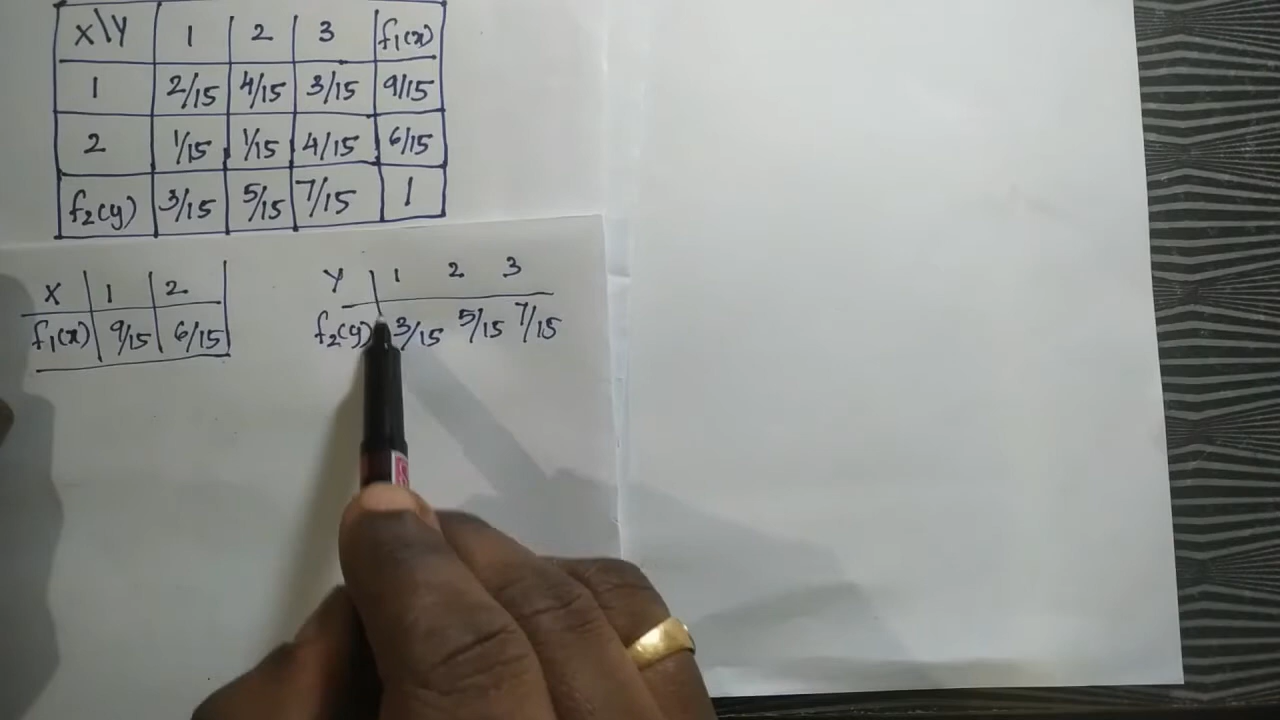 X\Y 1 2 3 f₁(x)
1 2/15 4/15 3/15 9/15
2 1/15 1/15 4/15 6/15
f₂(y) 3/15 5/15 7/15 1
X 1 2
f₁(x) 9/15 6/15
Y 1 2 3
f₂(y) 3/15 5/15 7/15